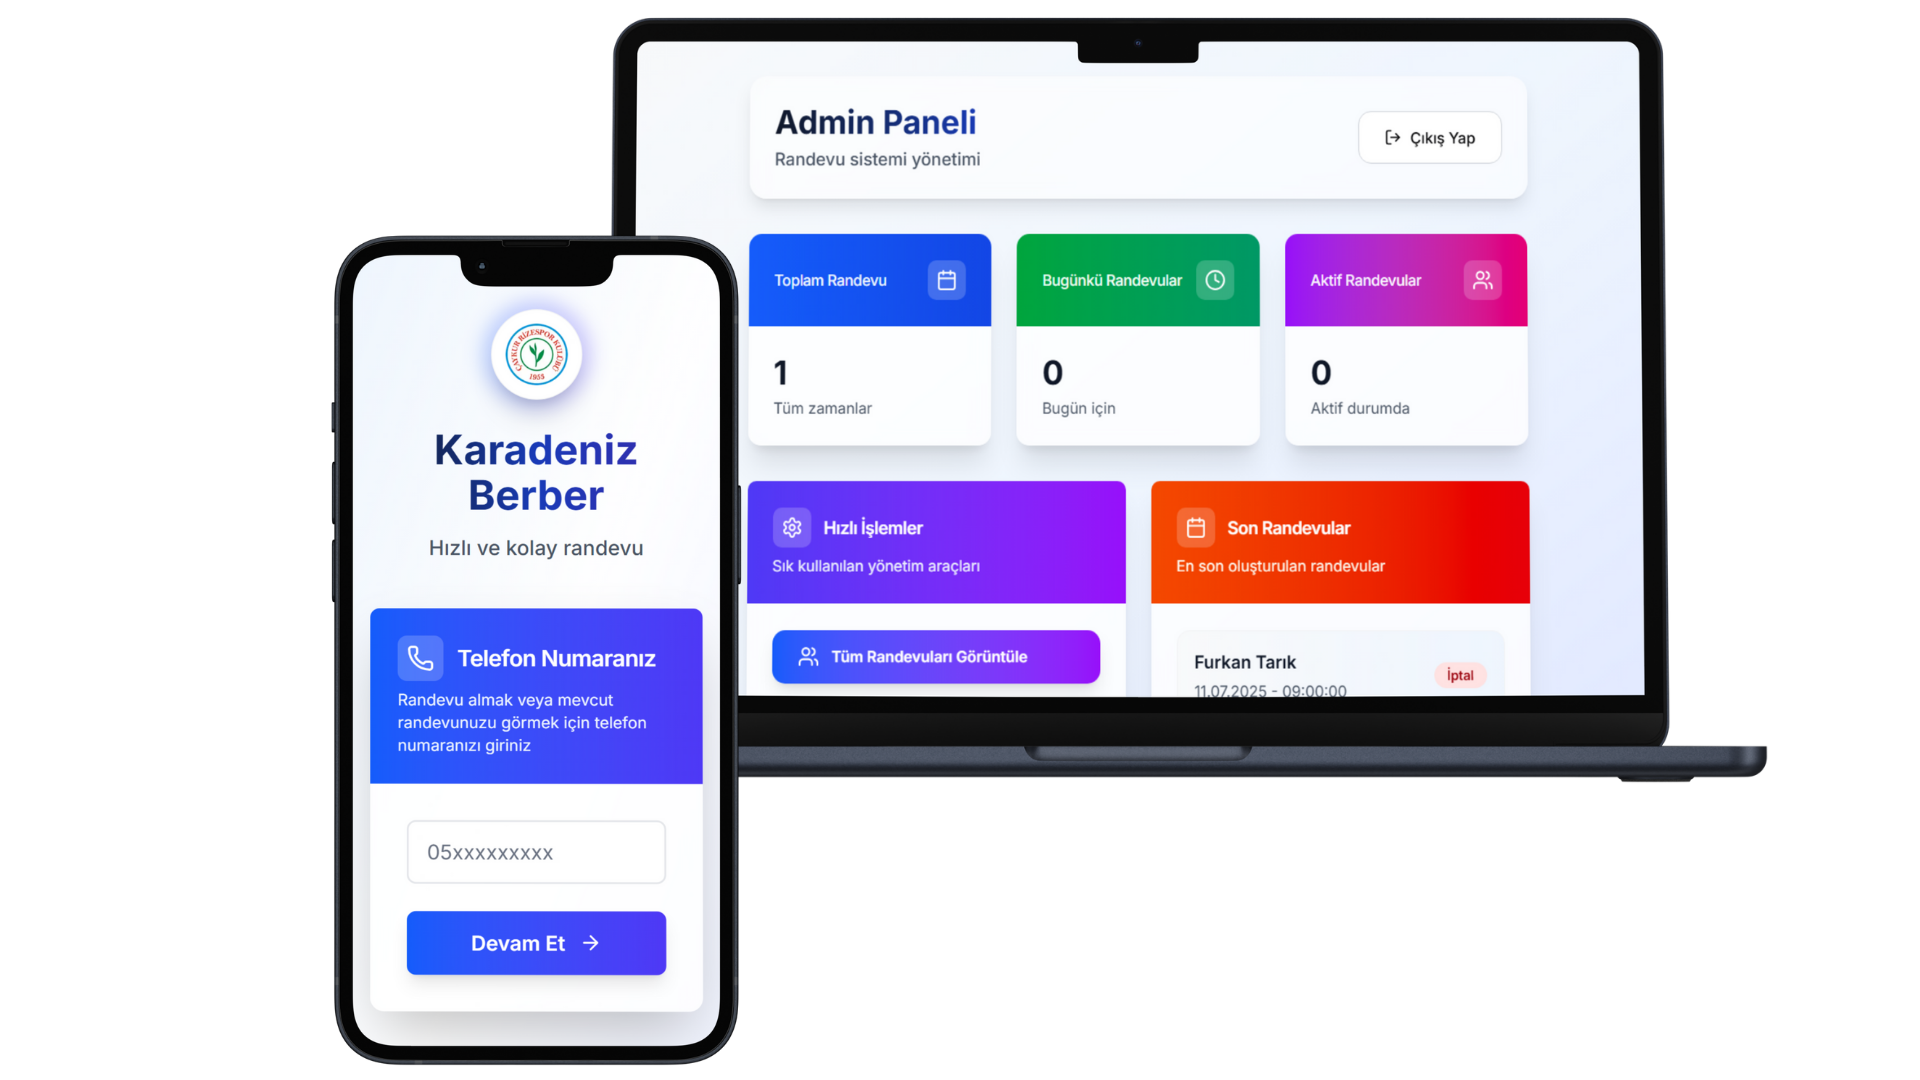 ÇAYKUR RİZESPOR KULÜBÜ
1953
Karadeniz
Berber
Hızlı ve kolay randevu
Telefon Numaranız
Randevu almak veya mevcut
randevunuzu görmek için telefon
numaranızı giriniz
05xxxxxxxxx
Devam Et
Admin Paneli
Randevu sistemi yönetimi
Çıkış Yap
Toplam Randevu
1
Tüm zamanlar
Bugünkü Randevular
0
Bugün için
Aktif Randevular
0
Aktif durumda
Hızlı İşlemler
Sık kullanılan yönetim araçları
Tüm Randevuları Görüntüle
Son Randevular
En son oluşturulan randevular
Furkan Tarık
11.07.2025 - 09:00:00
İptal